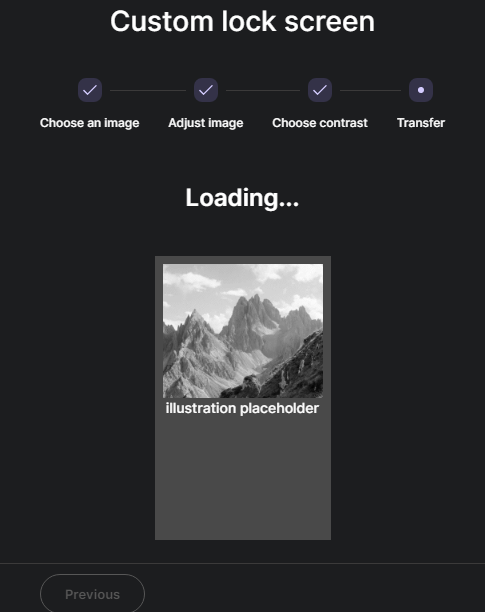 Custom lock screen
Choose an image Adjust image Choose contrast Transfer
Loading...
illustration placeholder
Previous